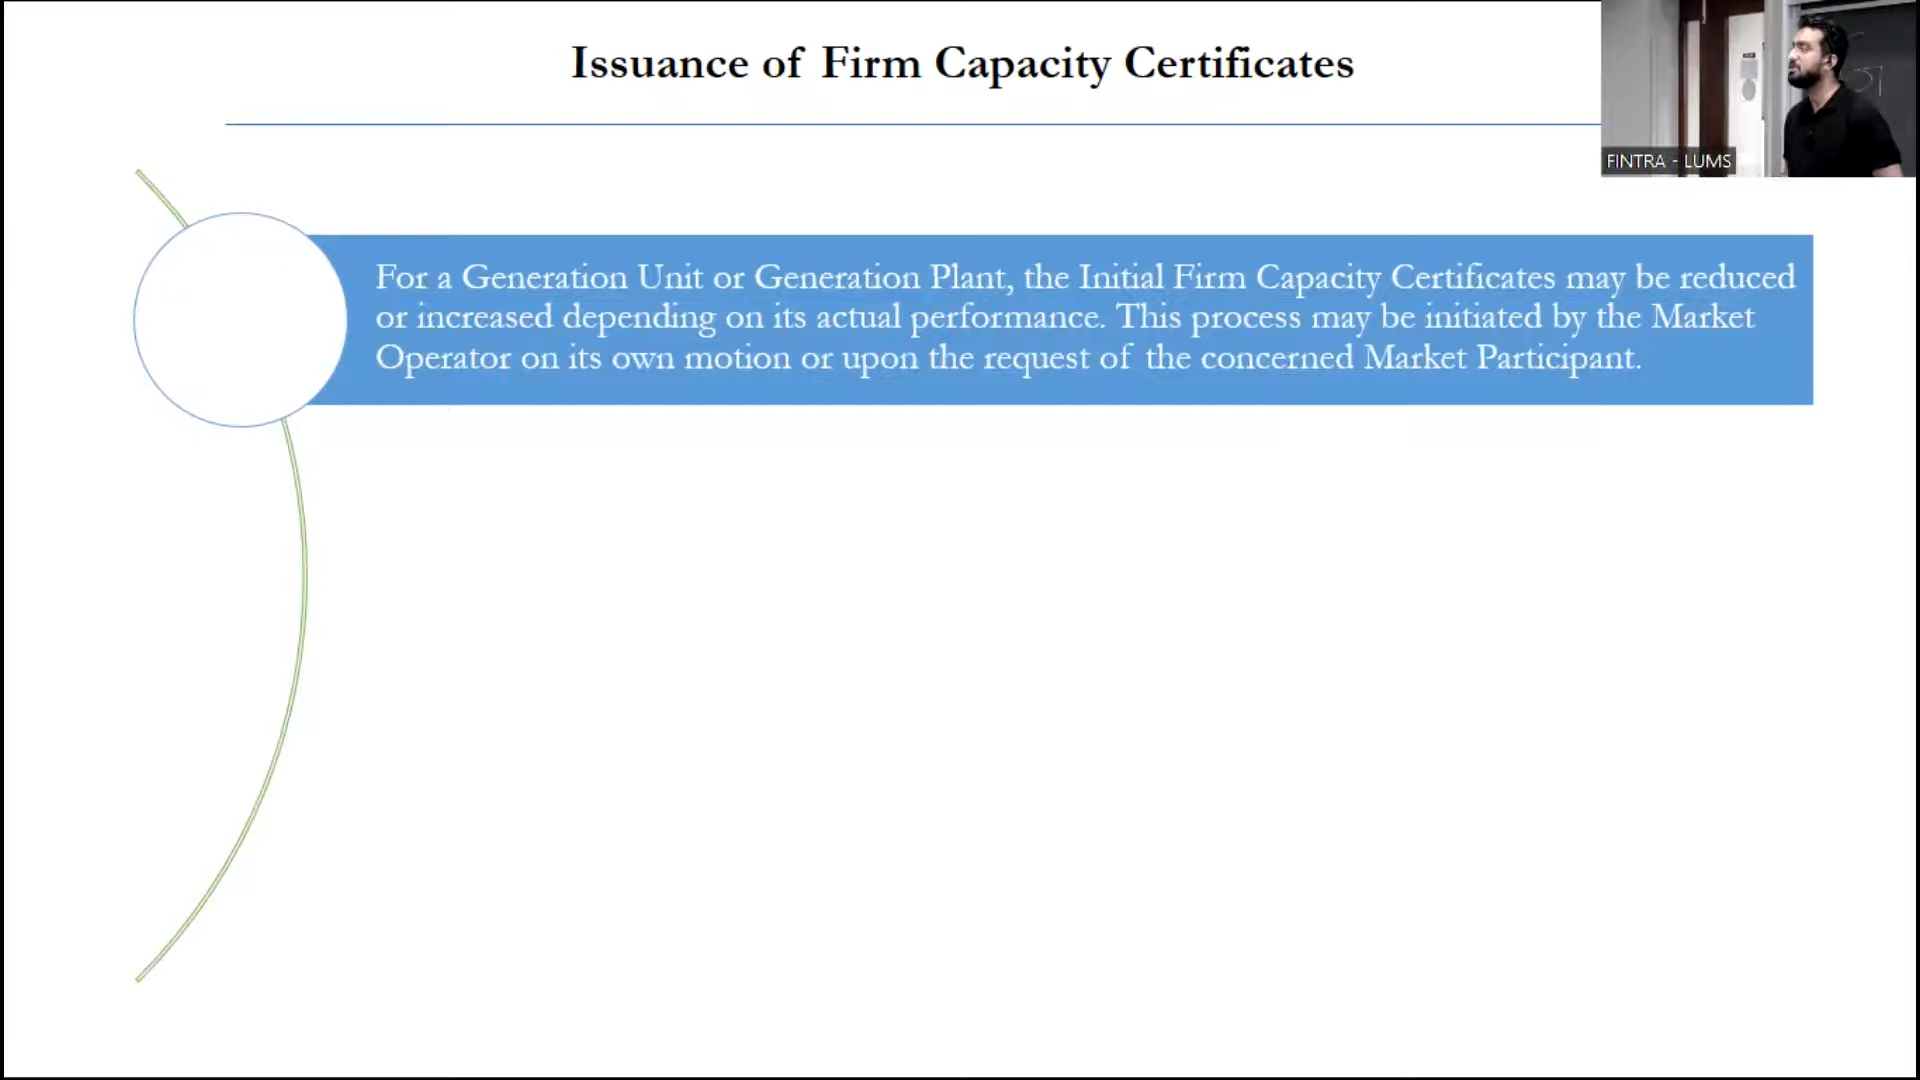 Issuance of Firm Capacity Certificates
FINTRA - LUMS
For a Generation Unit or Generation Plant, the Initial Firm Capacity Certificates may be reduced
or increased depending on its actual performance. This process may be initiated by the Market
Operator on its own motion or upon the request of the concerned Market Participant.